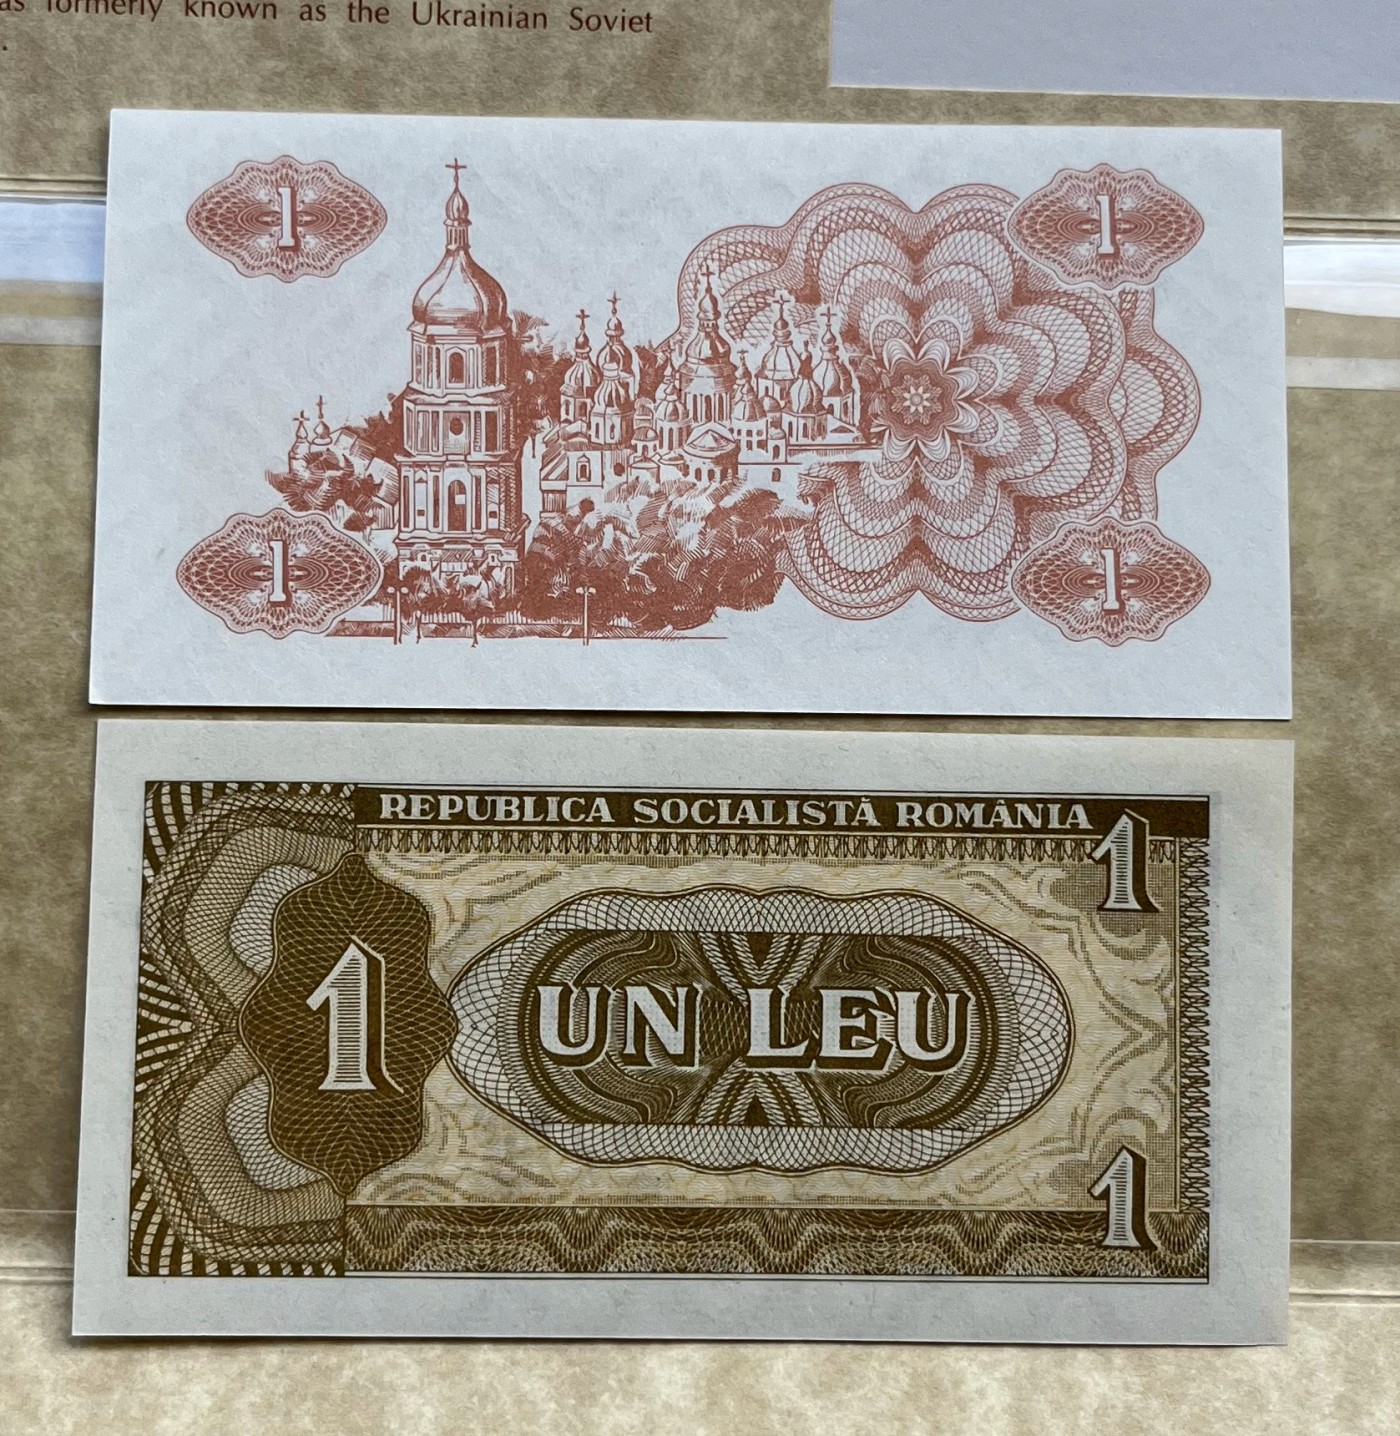 as formerly known as the Ukrainian Soviet
.
1
1
1
1
REPUBLICA SOCIALISTĂ ROMÂNIA
1
1
UN LEU
1